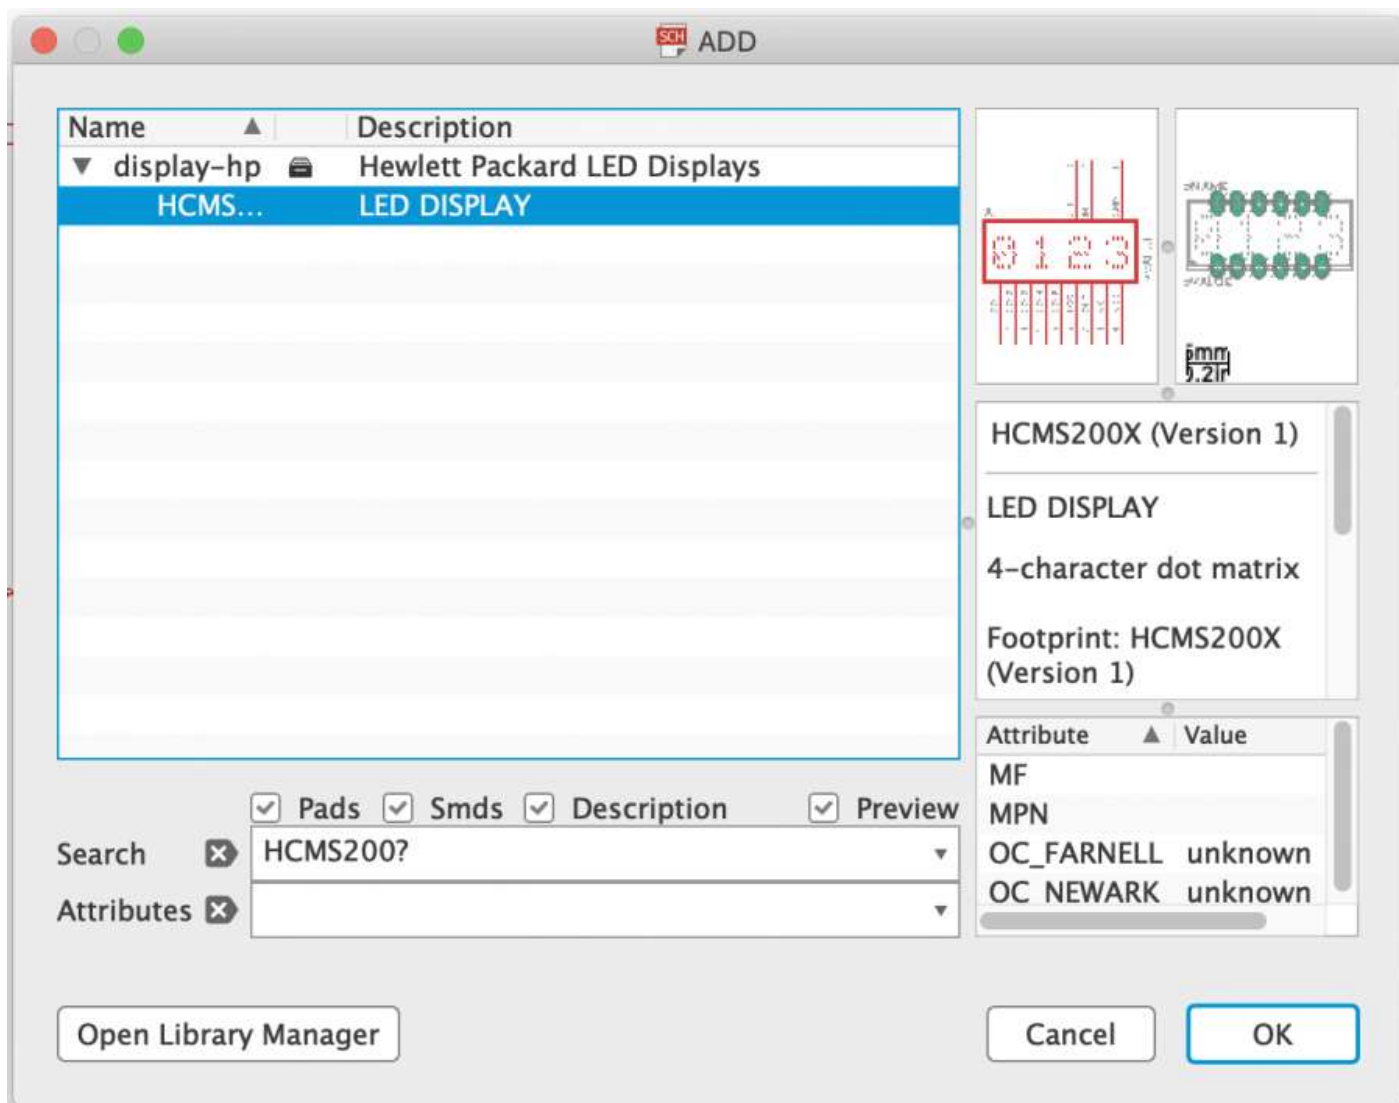 SCH ADD
Name Description
display-hp Hewlett Packard LED Displays
HCMS... LED DISPLAY
0 1 2 3
HCMS200X (Version 1)
LED DISPLAY
4-character dot matrix
Footprint: HCMS200X
(Version 1)
Attribute Value
MF
MPN
OC_FARNELL unknown
OC_NEWARK unknown
Pads Smds Description Preview
Search HCMS200?
Attributes
Open Library Manager Cancel OK